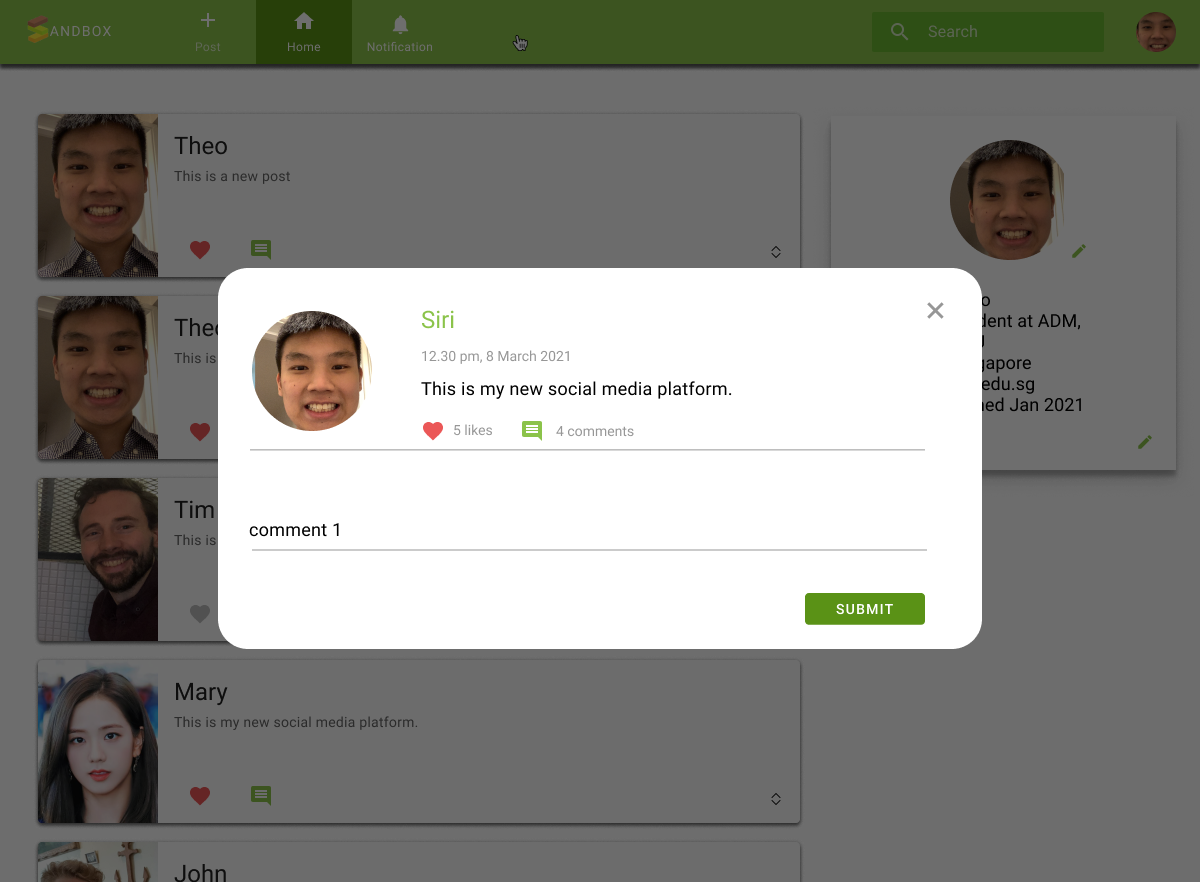 SANDBOX
Post
Home
Notification
Search
Theo
This is a new post
Theo
This is
Tim
This is
Mary
This is my new social media platform.
John
Siri
12.30 pm, 8 March 2021
This is my new social media platform.
5 likes
4 comments
comment 1
SUBMIT
dent at ADM,
gapore
edu.sg
ned Jan 2021